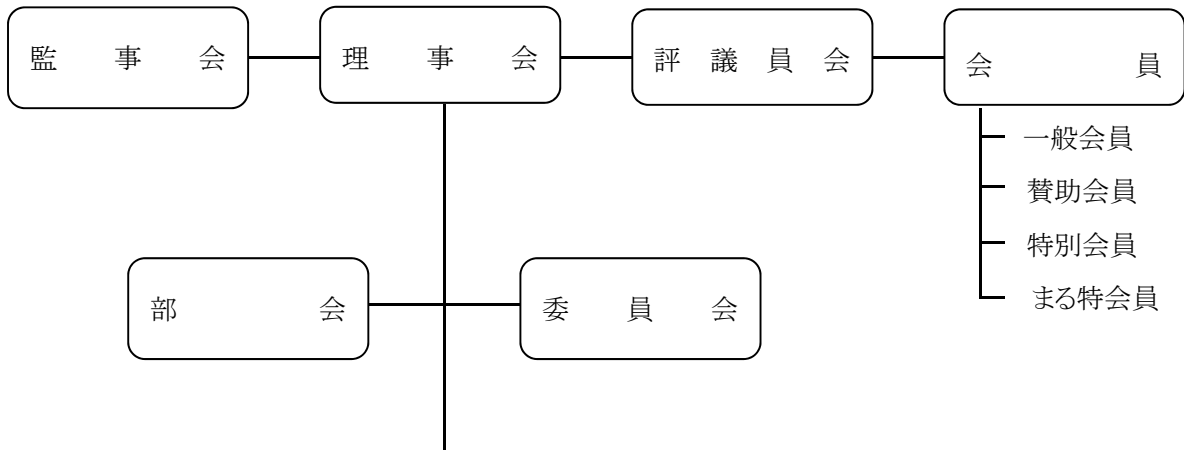 監事会
理事会
評議員会
会員
一般会員
賛助会員
特別会員
まる特会員
部会
委員会